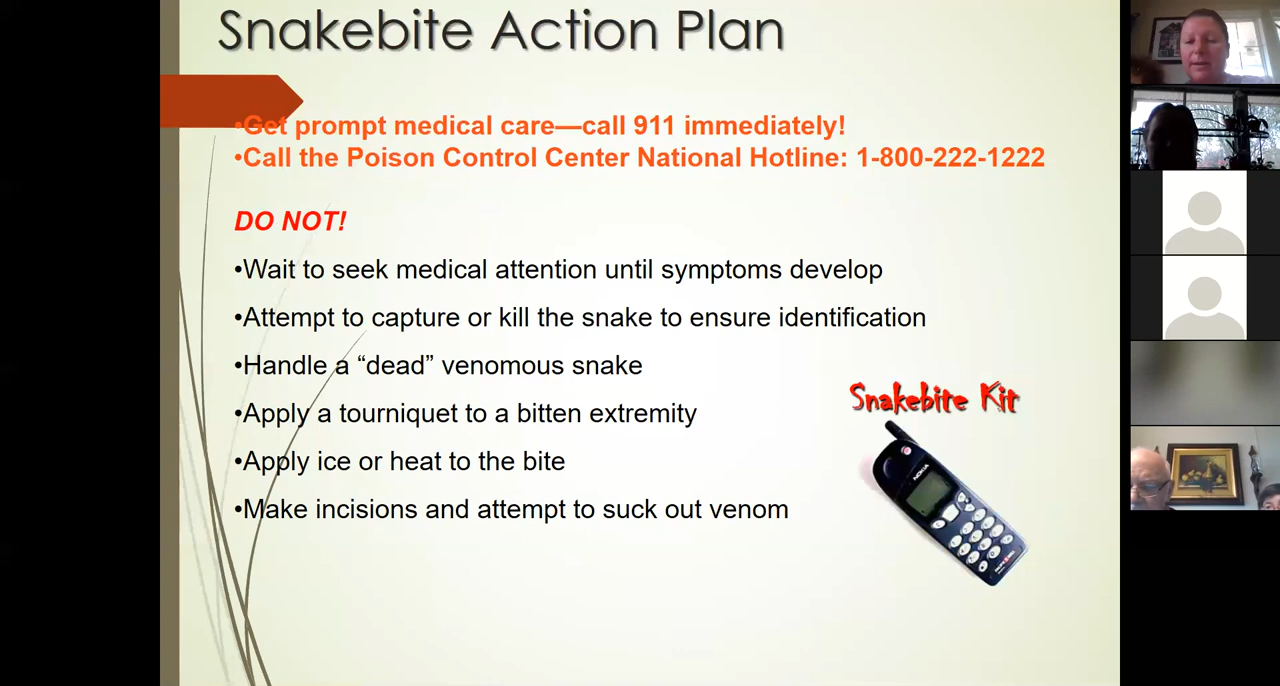 Snakebite Action Plan
•Get prompt medical care—call 911 immediately!
•Call the Poison Control Center National Hotline: 1-800-222-1222
DO NOT!
•Wait to seek medical attention until symptoms develop
•Attempt to capture or kill the snake to ensure identification
•Handle a “dead” venomous snake
•Apply a tourniquet to a bitten extremity
•Apply ice or heat to the bite
•Make incisions and attempt to suck out venom
Snakebite Kit
NOKIA